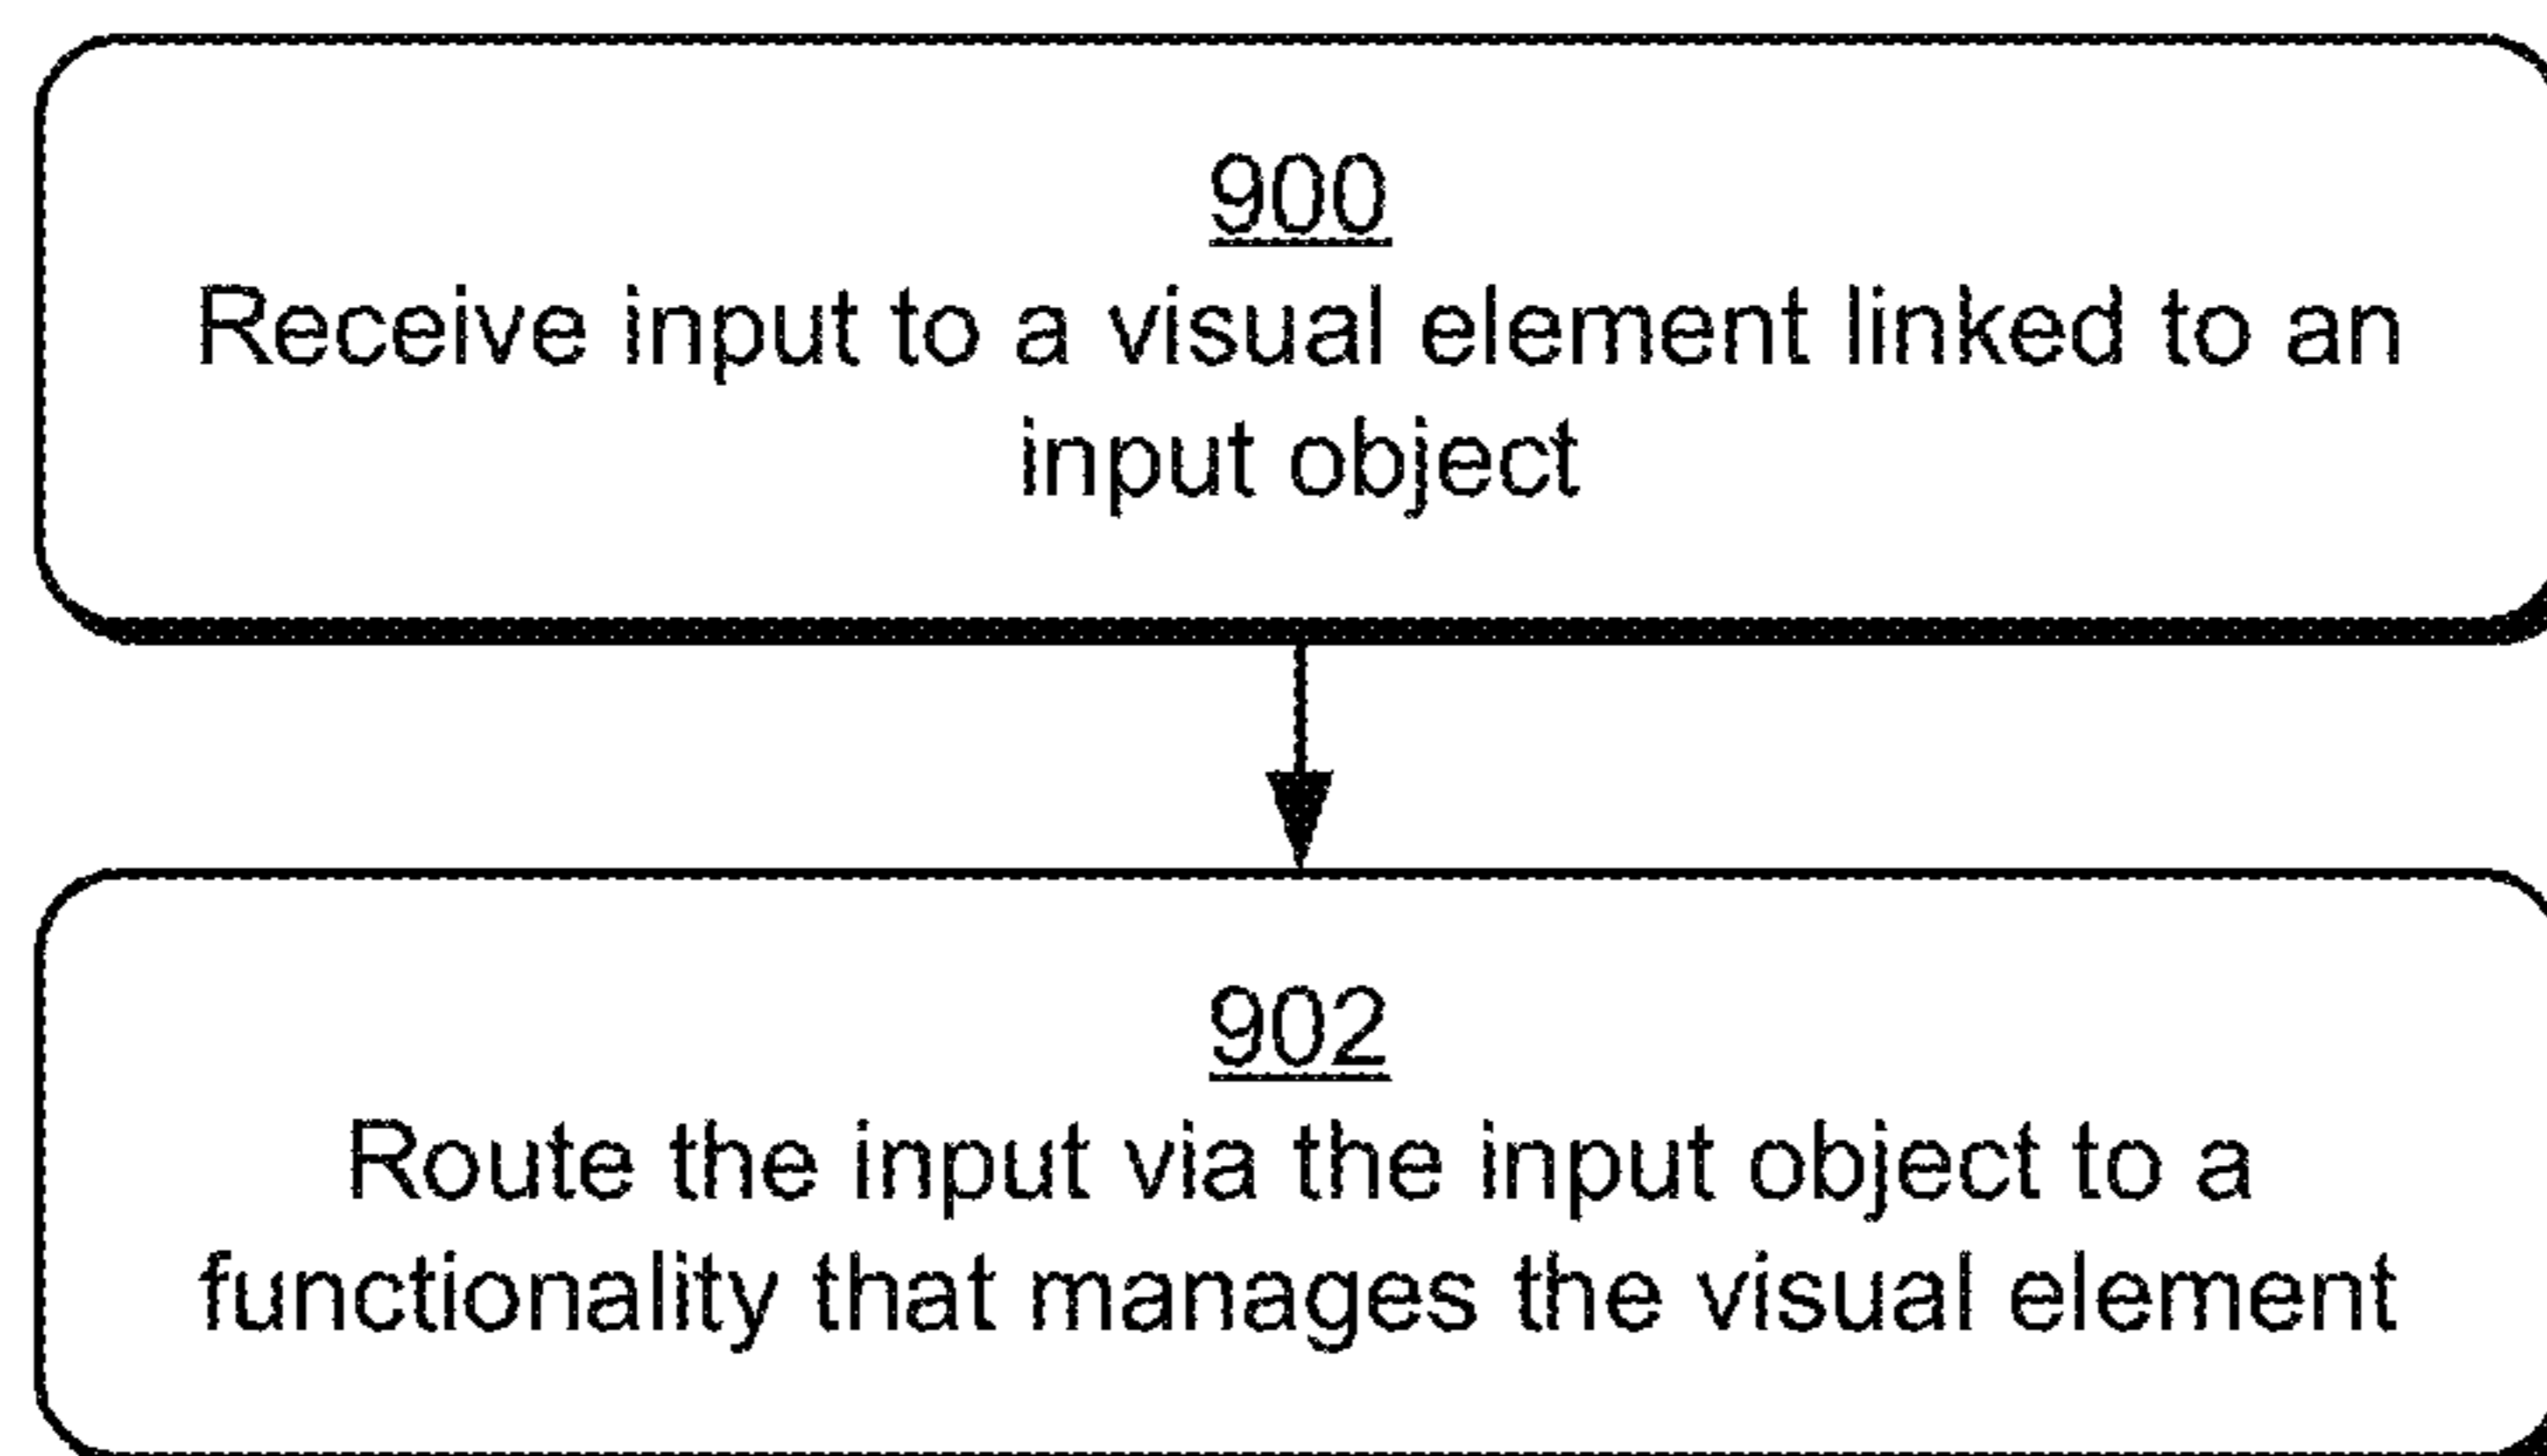 900
Receive input to a visual element linked to an
input object
902
Route the input via the input object to a
functionality that manages the visual element